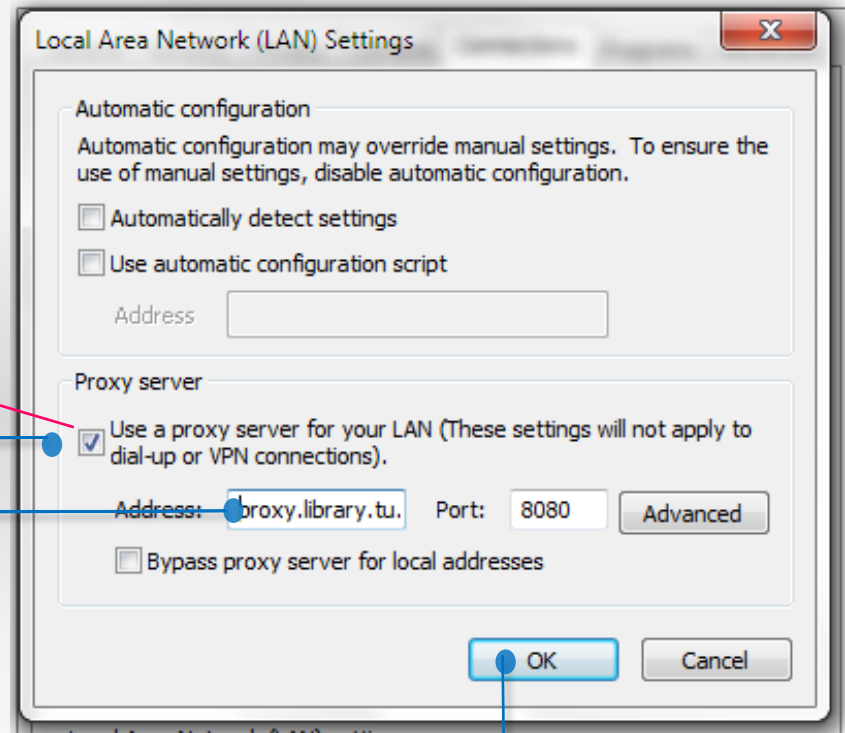 Local Area Network (LAN) Settings
Automatic configuration
Automatic configuration may override manual settings. To ensure the
use of manual settings, disable automatic configuration.
Automatically detect settings
Use automatic configuration script
Address
Proxy server
Use a proxy server for your LAN (These settings will not apply to
dial-up or VPN connections).
Address: proxy.library.tu. Port: 8080 Advanced
Bypass proxy server for local addresses
OK Cancel